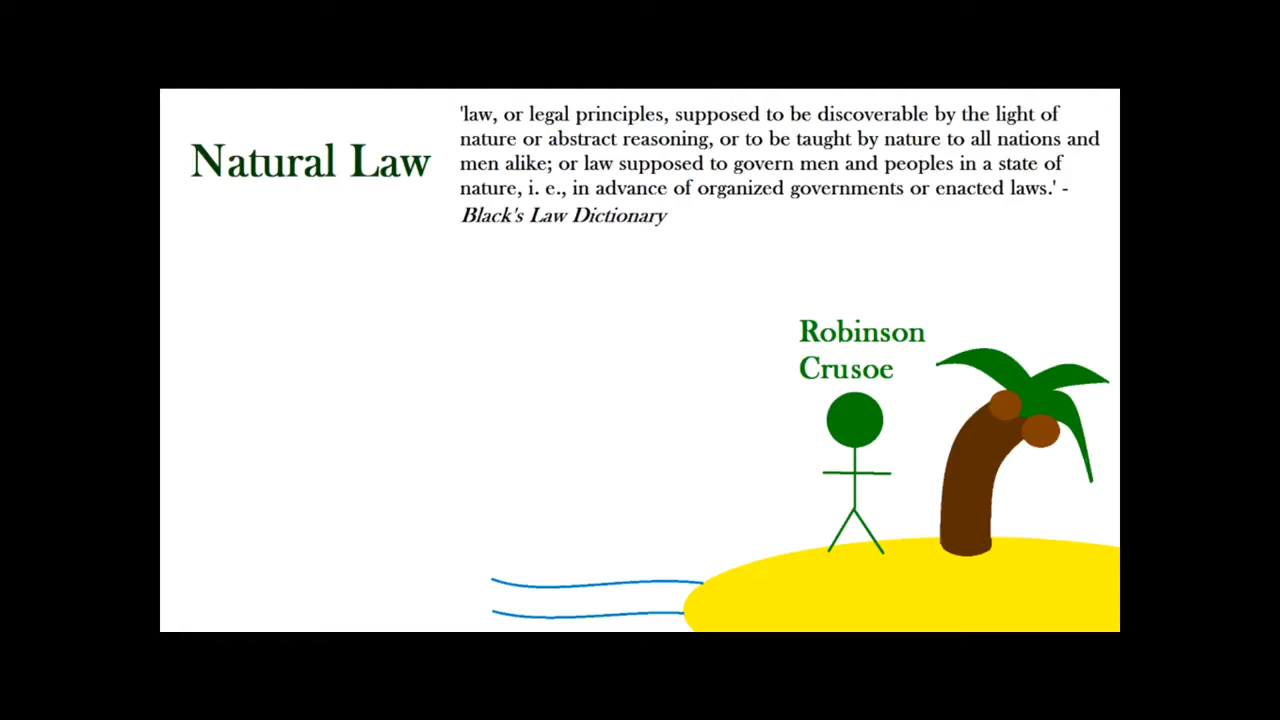 Natural Law
'law, or legal principles, supposed to be discoverable by the light of
nature or abstract reasoning, or to be taught by nature to all nations and
men alike; or law supposed to govern men and peoples in a state of
nature, i. e., in advance of organized governments or enacted laws.' -
Black's Law Dictionary
Robinson
Crusoe